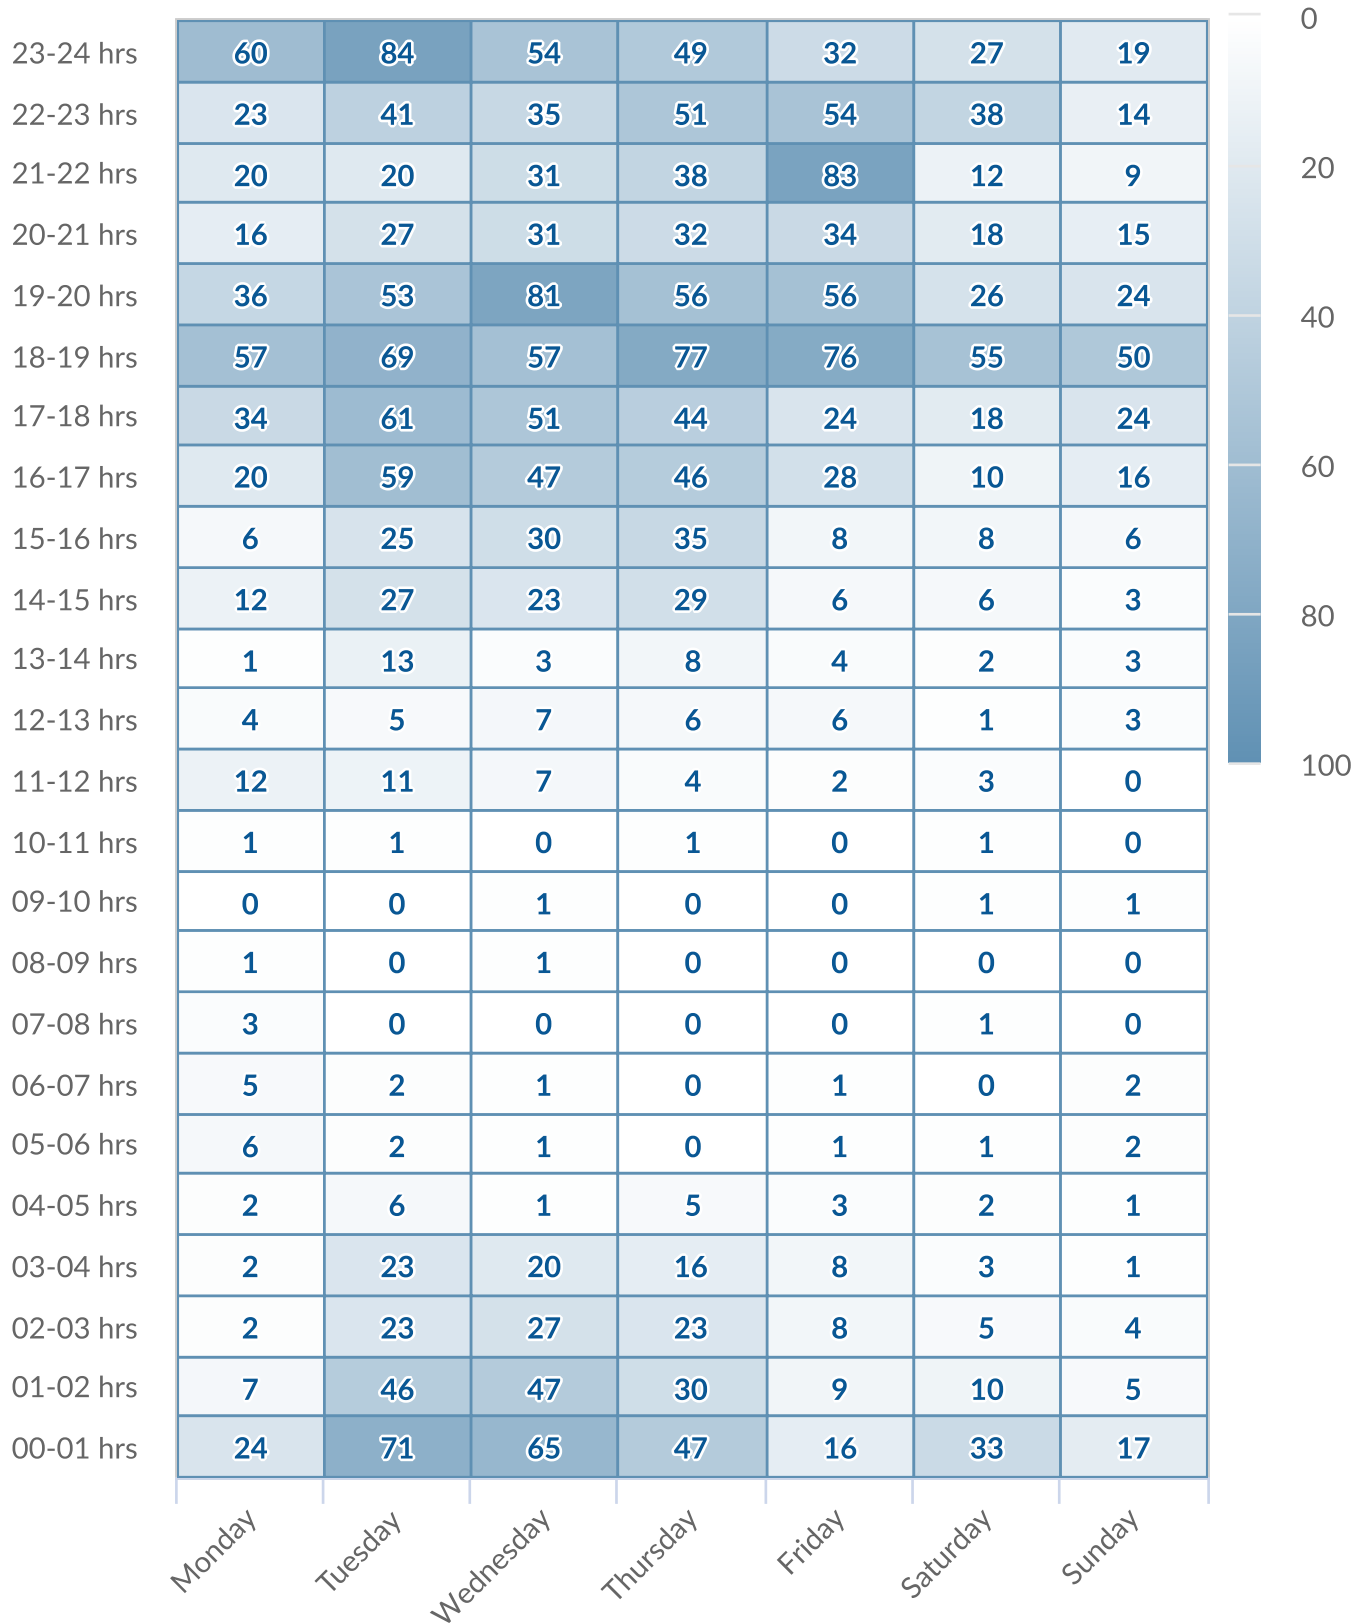 23-24 hrs 60 84 54 49 32 27 19
22-23 hrs 23 41 35 51 54 38 14
21-22 hrs 20 20 31 38 83 12 9
20-21 hrs 16 27 31 32 34 18 15
19-20 hrs 36 53 81 56 56 26 24
18-19 hrs 57 69 57 77 76 55 50
17-18 hrs 34 61 51 44 24 18 24
16-17 hrs 20 59 47 46 28 10 16
15-16 hrs 6 25 30 35 8 8 6
14-15 hrs 12 27 23 29 6 6 3
13-14 hrs 1 13 3 8 4 2 3
12-13 hrs 4 5 7 6 6 1 3
11-12 hrs 12 11 7 4 2 3 0
10-11 hrs 1 1 0 1 0 1 0
09-10 hrs 0 0 1 0 0 1 1
08-09 hrs 1 0 1 0 0 0 0
07-08 hrs 3 0 0 0 0 1 0
06-07 hrs 5 2 1 0 1 0 2
05-06 hrs 6 2 1 0 1 1 2
04-05 hrs 2 6 1 5 3 2 1
03-04 hrs 2 23 20 16 8 3 1
02-03 hrs 2 23 27 23 8 5 4
01-02 hrs 7 46 47 30 9 10 5
00-01 hrs 24 71 65 47 16 33 17
Monday Tuesday Wednesday Thursday Friday Saturday Sunday
0
20
40
60
80
100